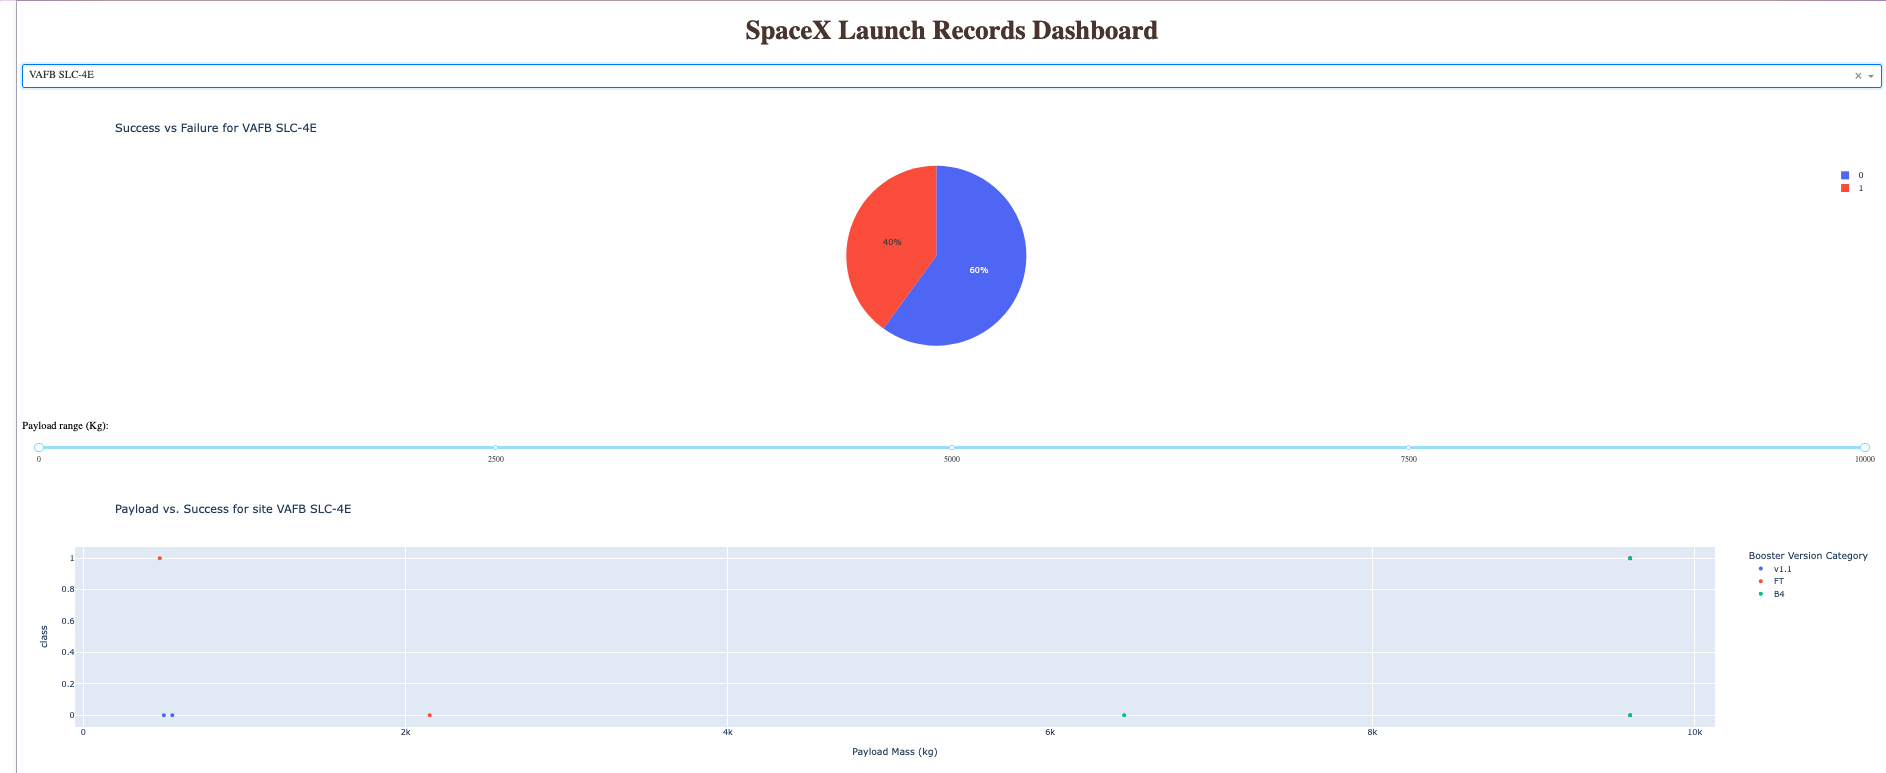 SpaceX Launch Records Dashboard
VAFB SLC-4E
Success vs Failure for VAFB SLC-4E
0
1
40%
60%
Payload range (Kg):
0 2500 5000 7500 10000
Payload vs. Success for site VAFB SLC-4E
Booster Version Category
v1.1
FT
B4
1
0.8
0.6
0.4
0.2
0
class
0 2k 4k 6k 8k 10k
Payload Mass (kg)